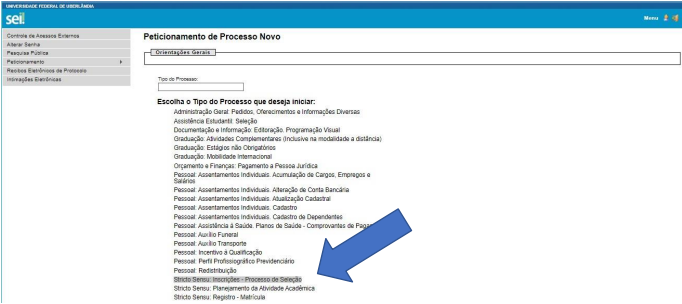 UNIVERSIDADE FEDERAL DE UBERLÂNDIA
sei!
Menu
Controle de Acessos Externos
Alterar Senha
Pesquisa Pública
Peticionamento
Recibos Eletrônicos de Protocolo
Intimações Eletrônicas
Peticionamento de Processo Novo
Orientações Gerais
Tipo do Processo:
Escolha o Tipo do Processo que deseja iniciar:
Administração Geral: Pedidos, Oferecimentos e Informações Diversas
Assistência Estudantil: Seleção
Documentação e Informação: Editoração. Programação Visual
Graduação: Atividades Complementares (Inclusive na modalidade a distância)
Graduação: Estágios não Obrigatórios
Graduação: Mobilidade Internacional
Orçamento e Finanças: Pagamento a Pessoa Jurídica
Pessoal: Assentamentos Individuais. Acumulação de Cargos, Empregos e
Salários
Pessoal: Assentamentos Individuais. Alteração de Conta Bancária
Pessoal: Assentamentos Individuais. Atualização Cadastral
Pessoal: Assentamentos Individuais. Cadastro
Pessoal: Assentamentos Individuais. Cadastro de Dependentes
Pessoal: Assistência à Saúde. Planos de Saúde - Comprovantes de Paga
Pessoal: Auxílio Funeral
Pessoal: Auxílio Transporte
Pessoal: Incentivo à Qualificação
Pessoal: Perfil Profissiográfico Previdenciário
Pessoal: Redistribuição
Stricto Sensu: Inscrições - Processo de Seleção
Stricto Sensu: Planejamento da Atividade Acadêmica
Stricto Sensu: Registro - Matrícula